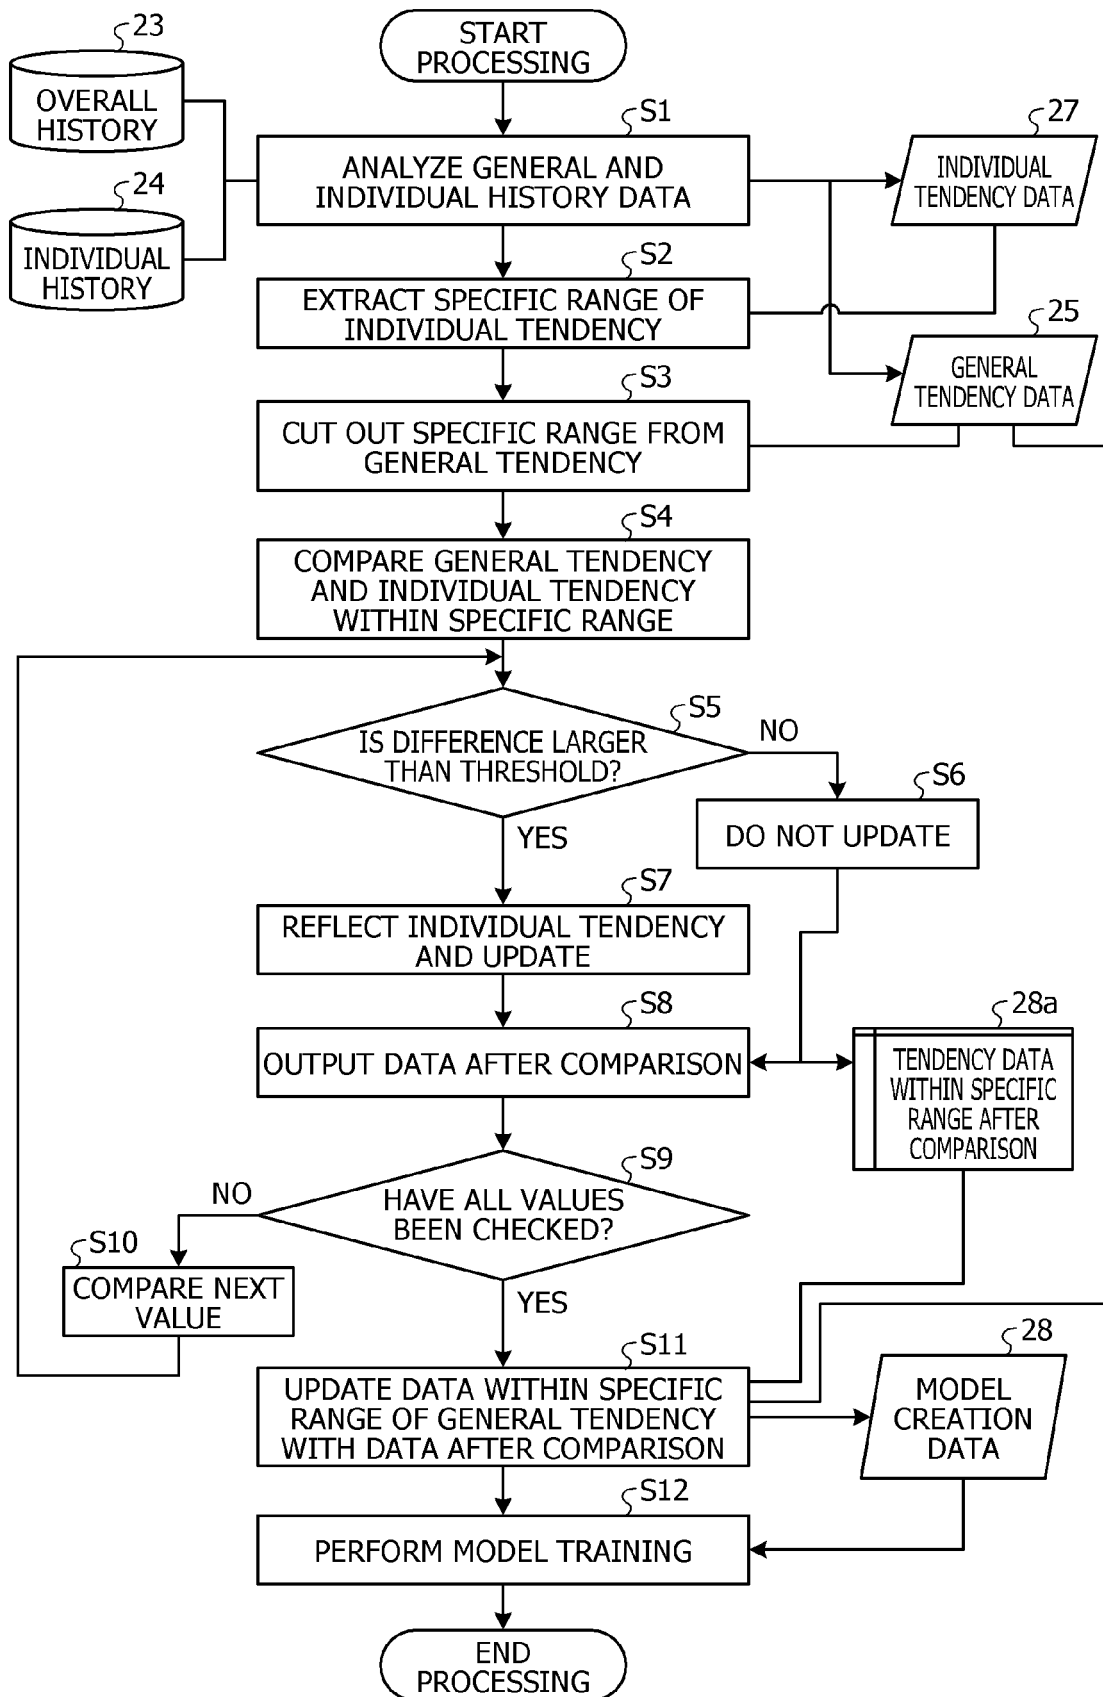 START
PROCESSING
23
OVERALL
HISTORY
24
INDIVIDUAL
HISTORY
S1
ANALYZE GENERAL AND
INDIVIDUAL HISTORY DATA
27
INDIVIDUAL
TENDENCY DATA
S2
EXTRACT SPECIFIC RANGE OF
INDIVIDUAL TENDENCY
25
GENERAL
TENDENCY DATA
S3
CUT OUT SPECIFIC RANGE FROM
GENERAL TENDENCY
S4
COMPARE GENERAL TENDENCY
AND INDIVIDUAL TENDENCY
WITHIN SPECIFIC RANGE
S5
IS DIFFERENCE LARGER
THAN THRESHOLD?
NO
YES
S6
DO NOT UPDATE
S7
REFLECT INDIVIDUAL TENDENCY
AND UPDATE
S8
OUTPUT DATA AFTER COMPARISON
28a
TENDENCY DATA
WITHIN SPECIFIC
RANGE AFTER
COMPARISON
S9
HAVE ALL VALUES
BEEN CHECKED?
NO
YES
S10
COMPARE NEXT
VALUE
S11
UPDATE DATA WITHIN SPECIFIC
RANGE OF GENERAL TENDENCY
WITH DATA AFTER COMPARISON
28
MODEL
CREATION
DATA
S12
PERFORM MODEL TRAINING
END
PROCESSING